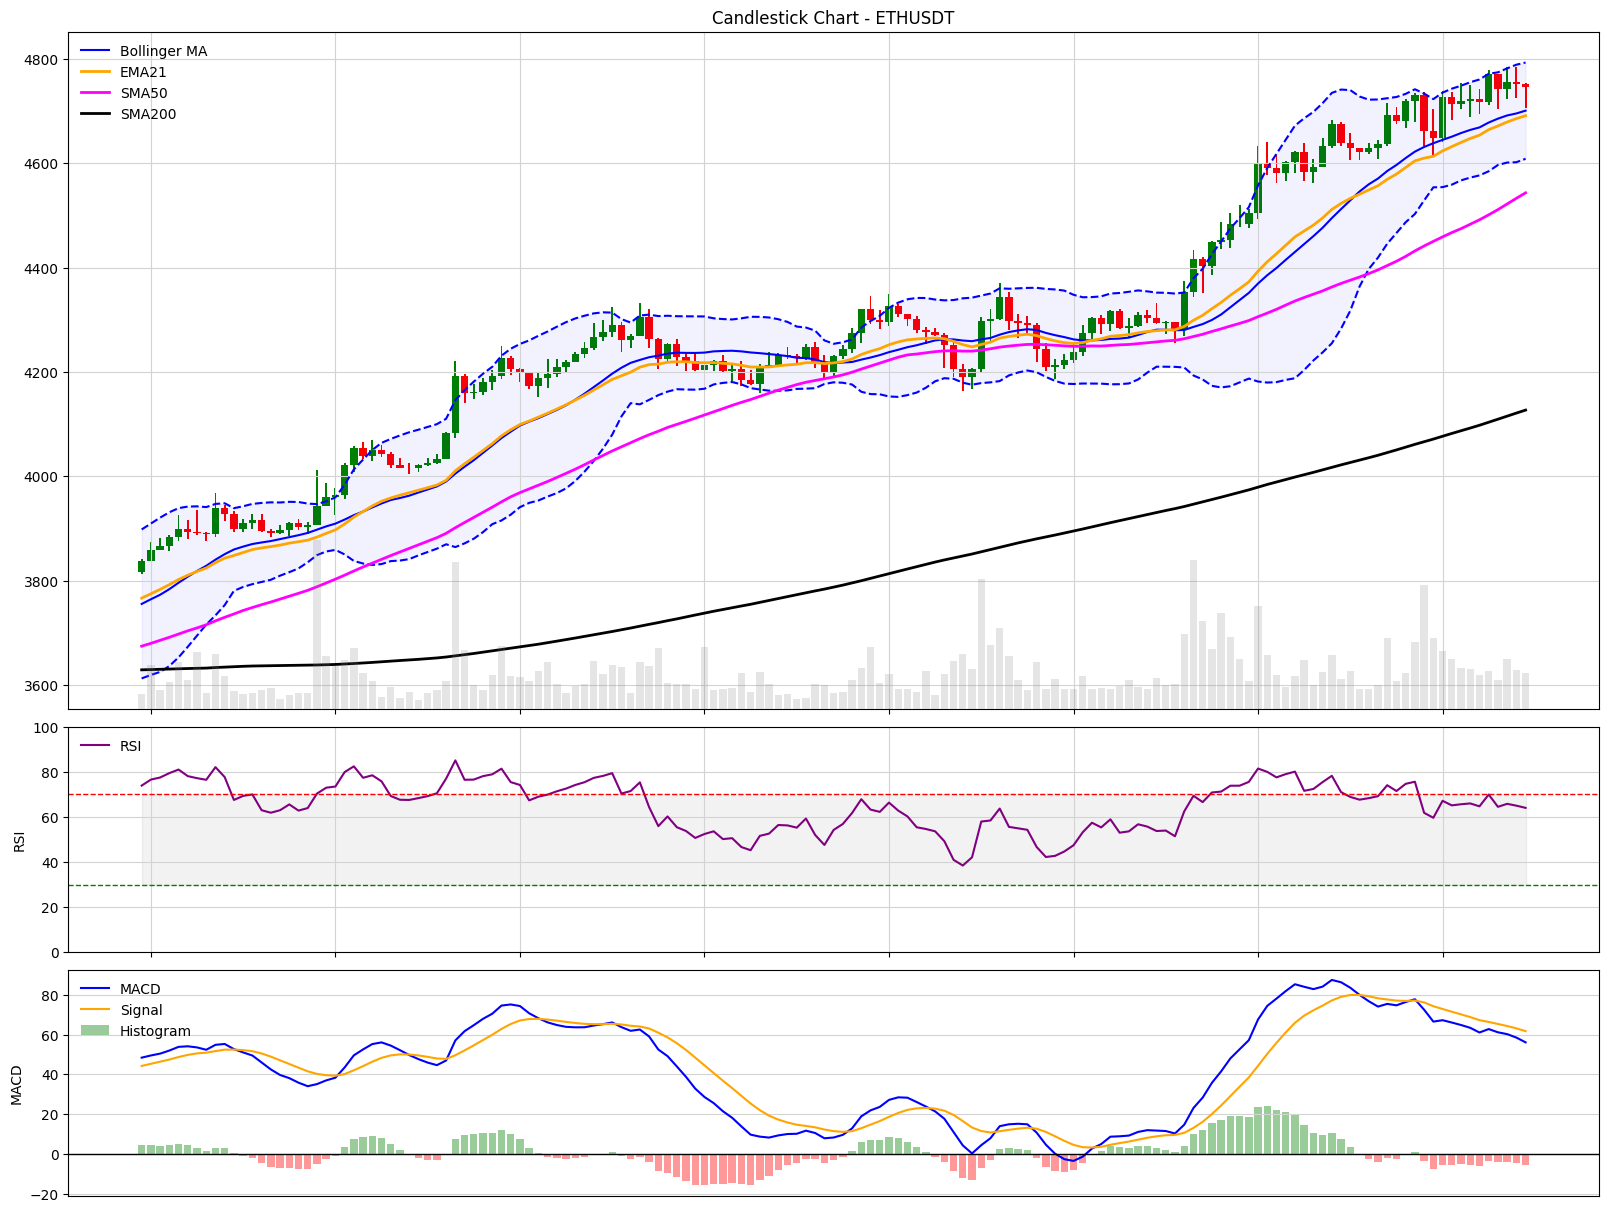 Candlestick Chart - ETHUSDT
Bollinger MA
EMA21
SMA50
SMA200
4800
4600
4400
4200
4000
3800
3600
RSI
100
80
60
40
20
0
RSI
MACD
Signal
Histogram
80
60
40
20
0
−20
MACD